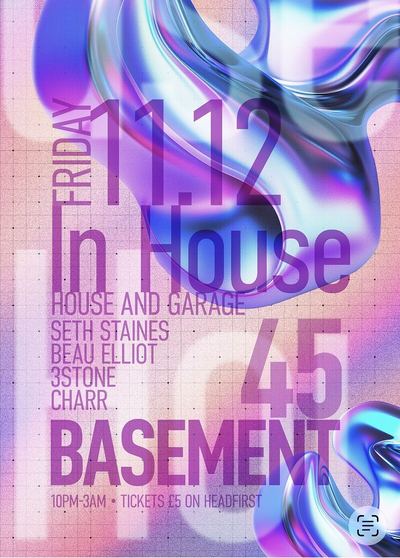 FRIDAY
11.12
In House
HOUSE AND GARAGE
SETH STAINES
BEAU ELLIOT
3STONE
CHARR
45
BASEMENT
10PM-3AM • TICKETS £5 ON HEADFIRST